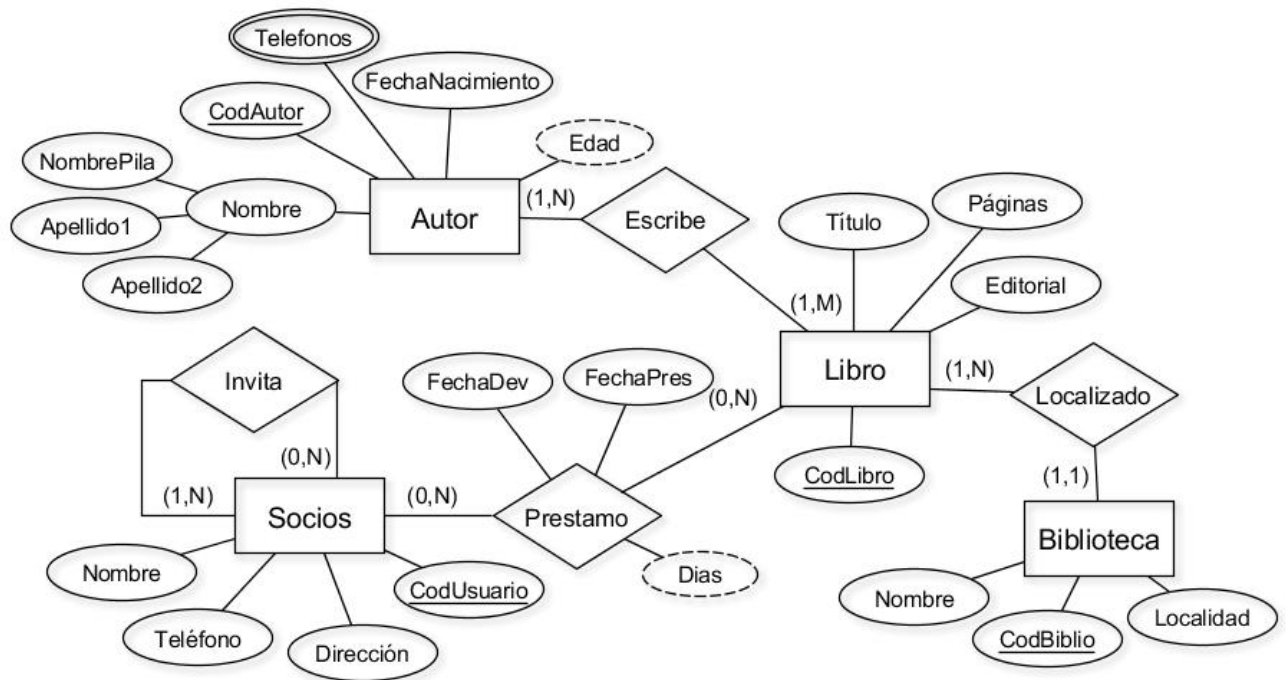 Telefonos
FechaNacimiento
CodAutor
Edad
NombrePila
Nombre
Apellido1
Apellido2
Autor
(1,N)
Escribe
Título
Páginas
Editorial
(1,M)
Libro
(1,N)
Localizado
Invita
FechaDev
FechaPres
(0,N)
(0,N)
CodLibro
(1,1)
(1,N)
Socios
(0,N)
Prestamo
Biblioteca
Nombre
CodUsuario
Dias
Nombre
Localidad
Teléfono
Dirección
CodBiblio